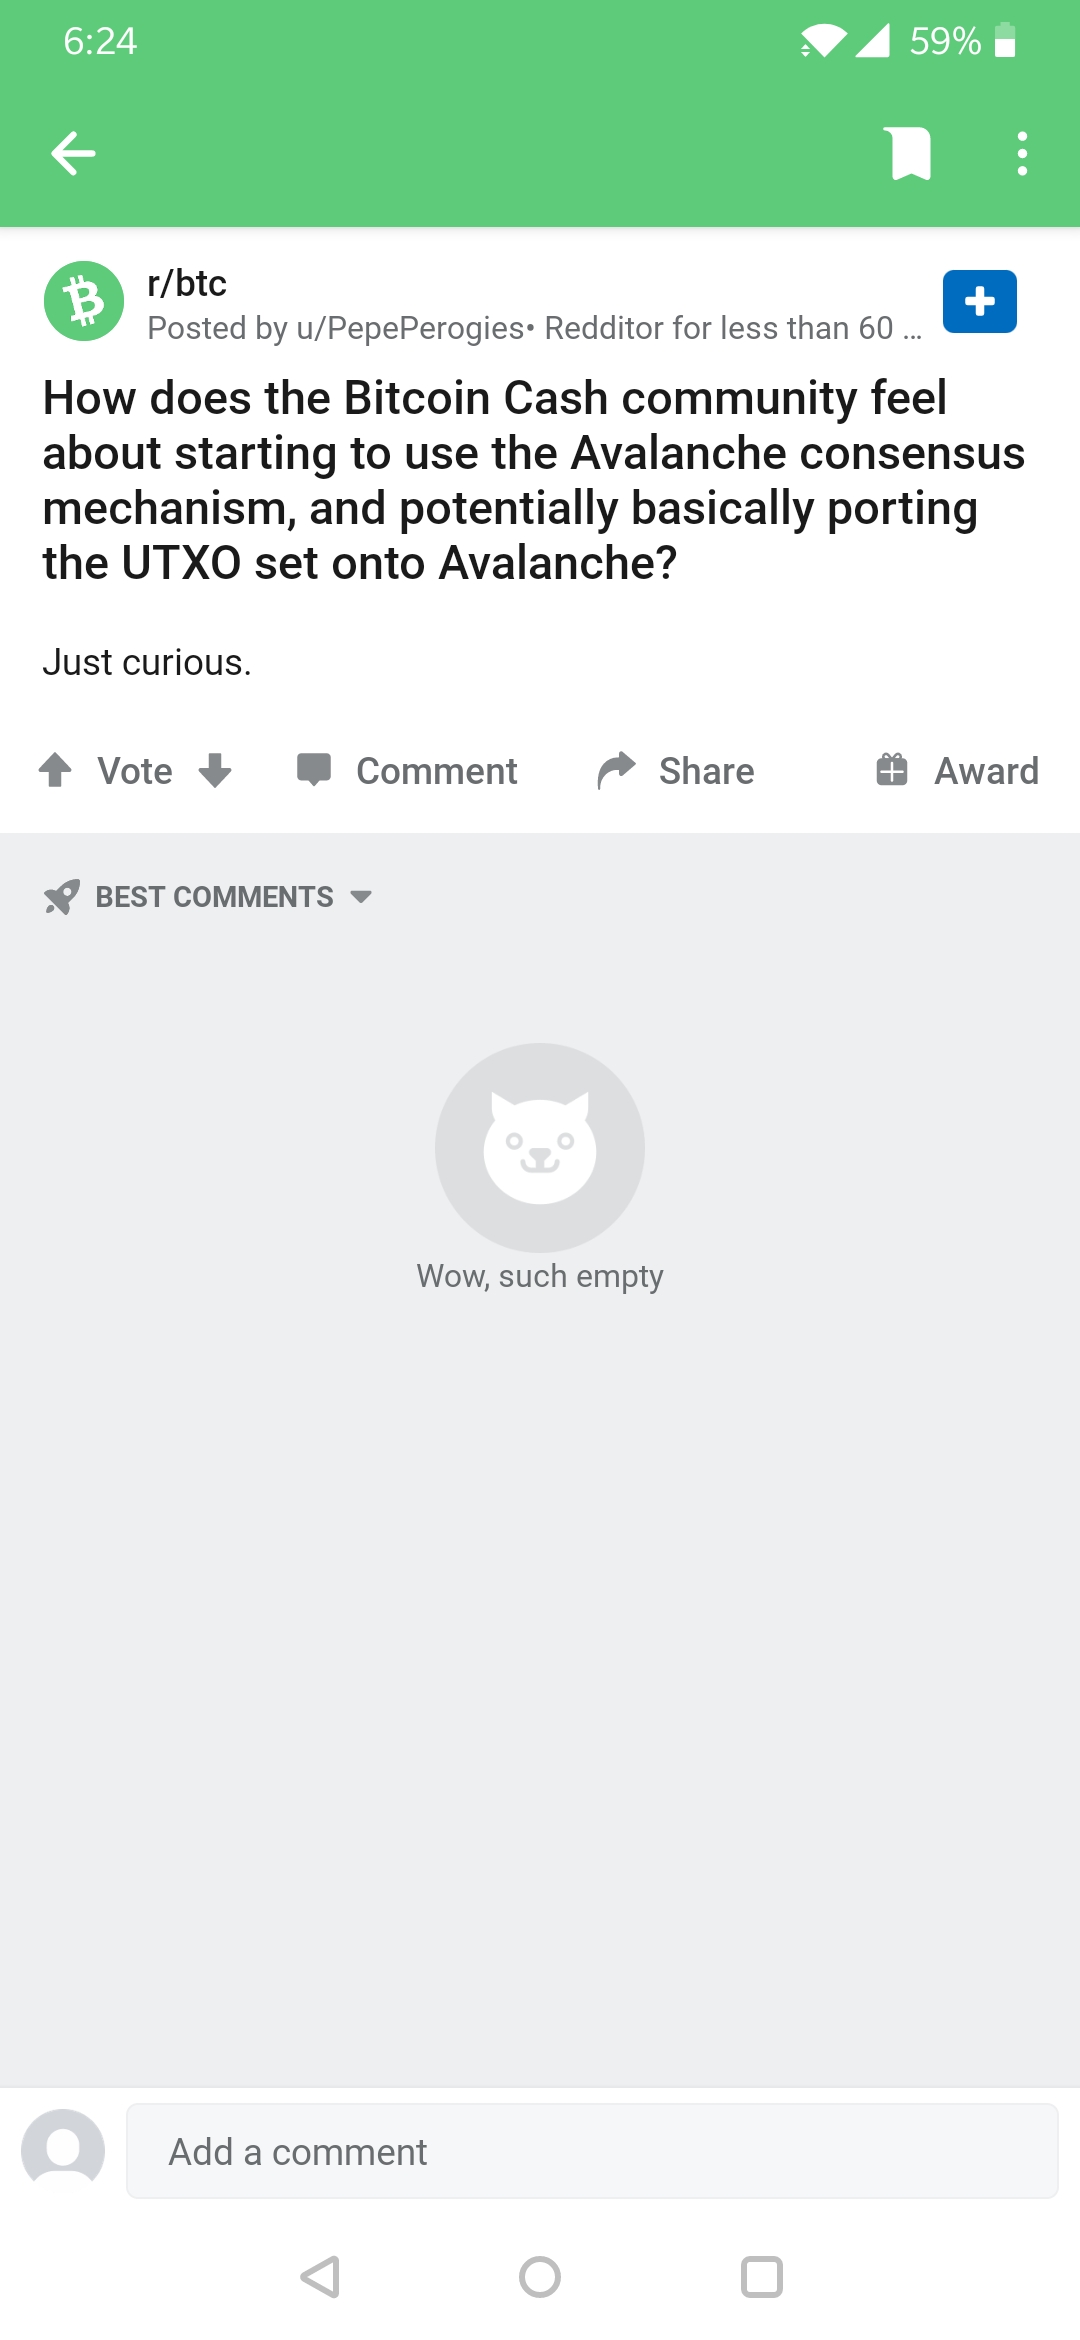 6:24
59%
r/btc
Posted by u/PepePerogies• Redditor for less than 60 ...
How does the Bitcoin Cash community feel
about starting to use the Avalanche consensus
mechanism, and potentially basically porting
the UTXO set onto Avalanche?
Just curious.
Vote Comment Share Award
BEST COMMENTS
Wow, such empty
Add a comment